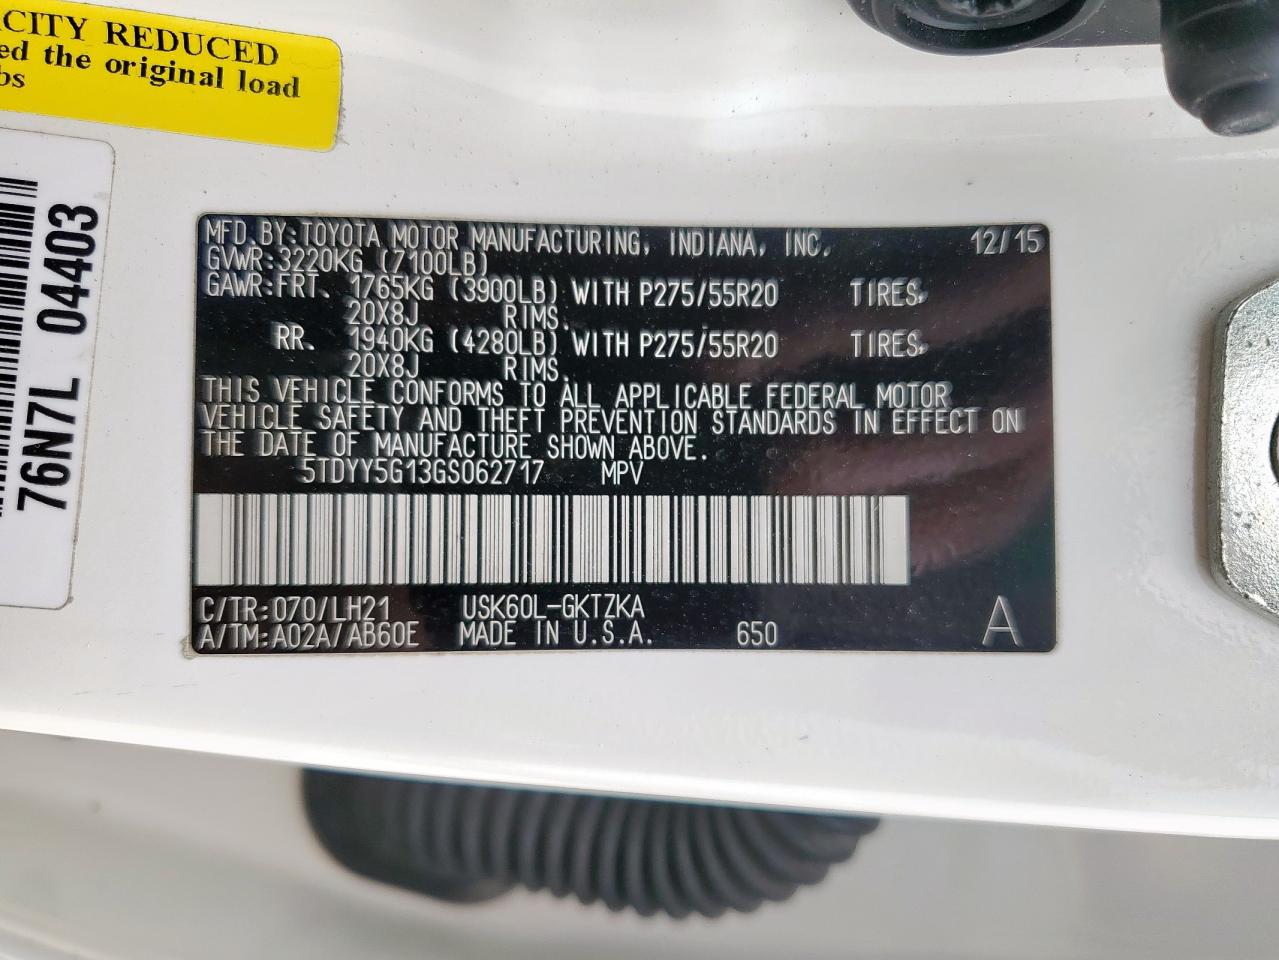 ACITY REDUCED
ed the original load
bs
76N7L 04403
MFD.BY:TOYOTA MOTOR MANUFACTURING, INDIANA, INC. 12/15
GVWR:3220KG (7100LB)
GAWR:FRT. 1765KG (3900LB) WITH P275/55R20 TIRES,
20X8J RIMS.
RR. 1940KG (4280LB) WITH P275/55R20 TIRES,
20X8J RIMS.
THIS VEHICLE CONFORMS TO ALL APPLICABLE FEDERAL MOTOR
VEHICLE SAFETY AND THEFT PREVENTION STANDARDS IN EFFECT ON
THE DATE OF MANUFACTURE SHOWN ABOVE.
5TDYY5G13GS062717 MPV
C/TR:070/LH21 USK60L-GKTZKA
A/TM:A02A/AB60E MADE IN U.S.A. 650 A